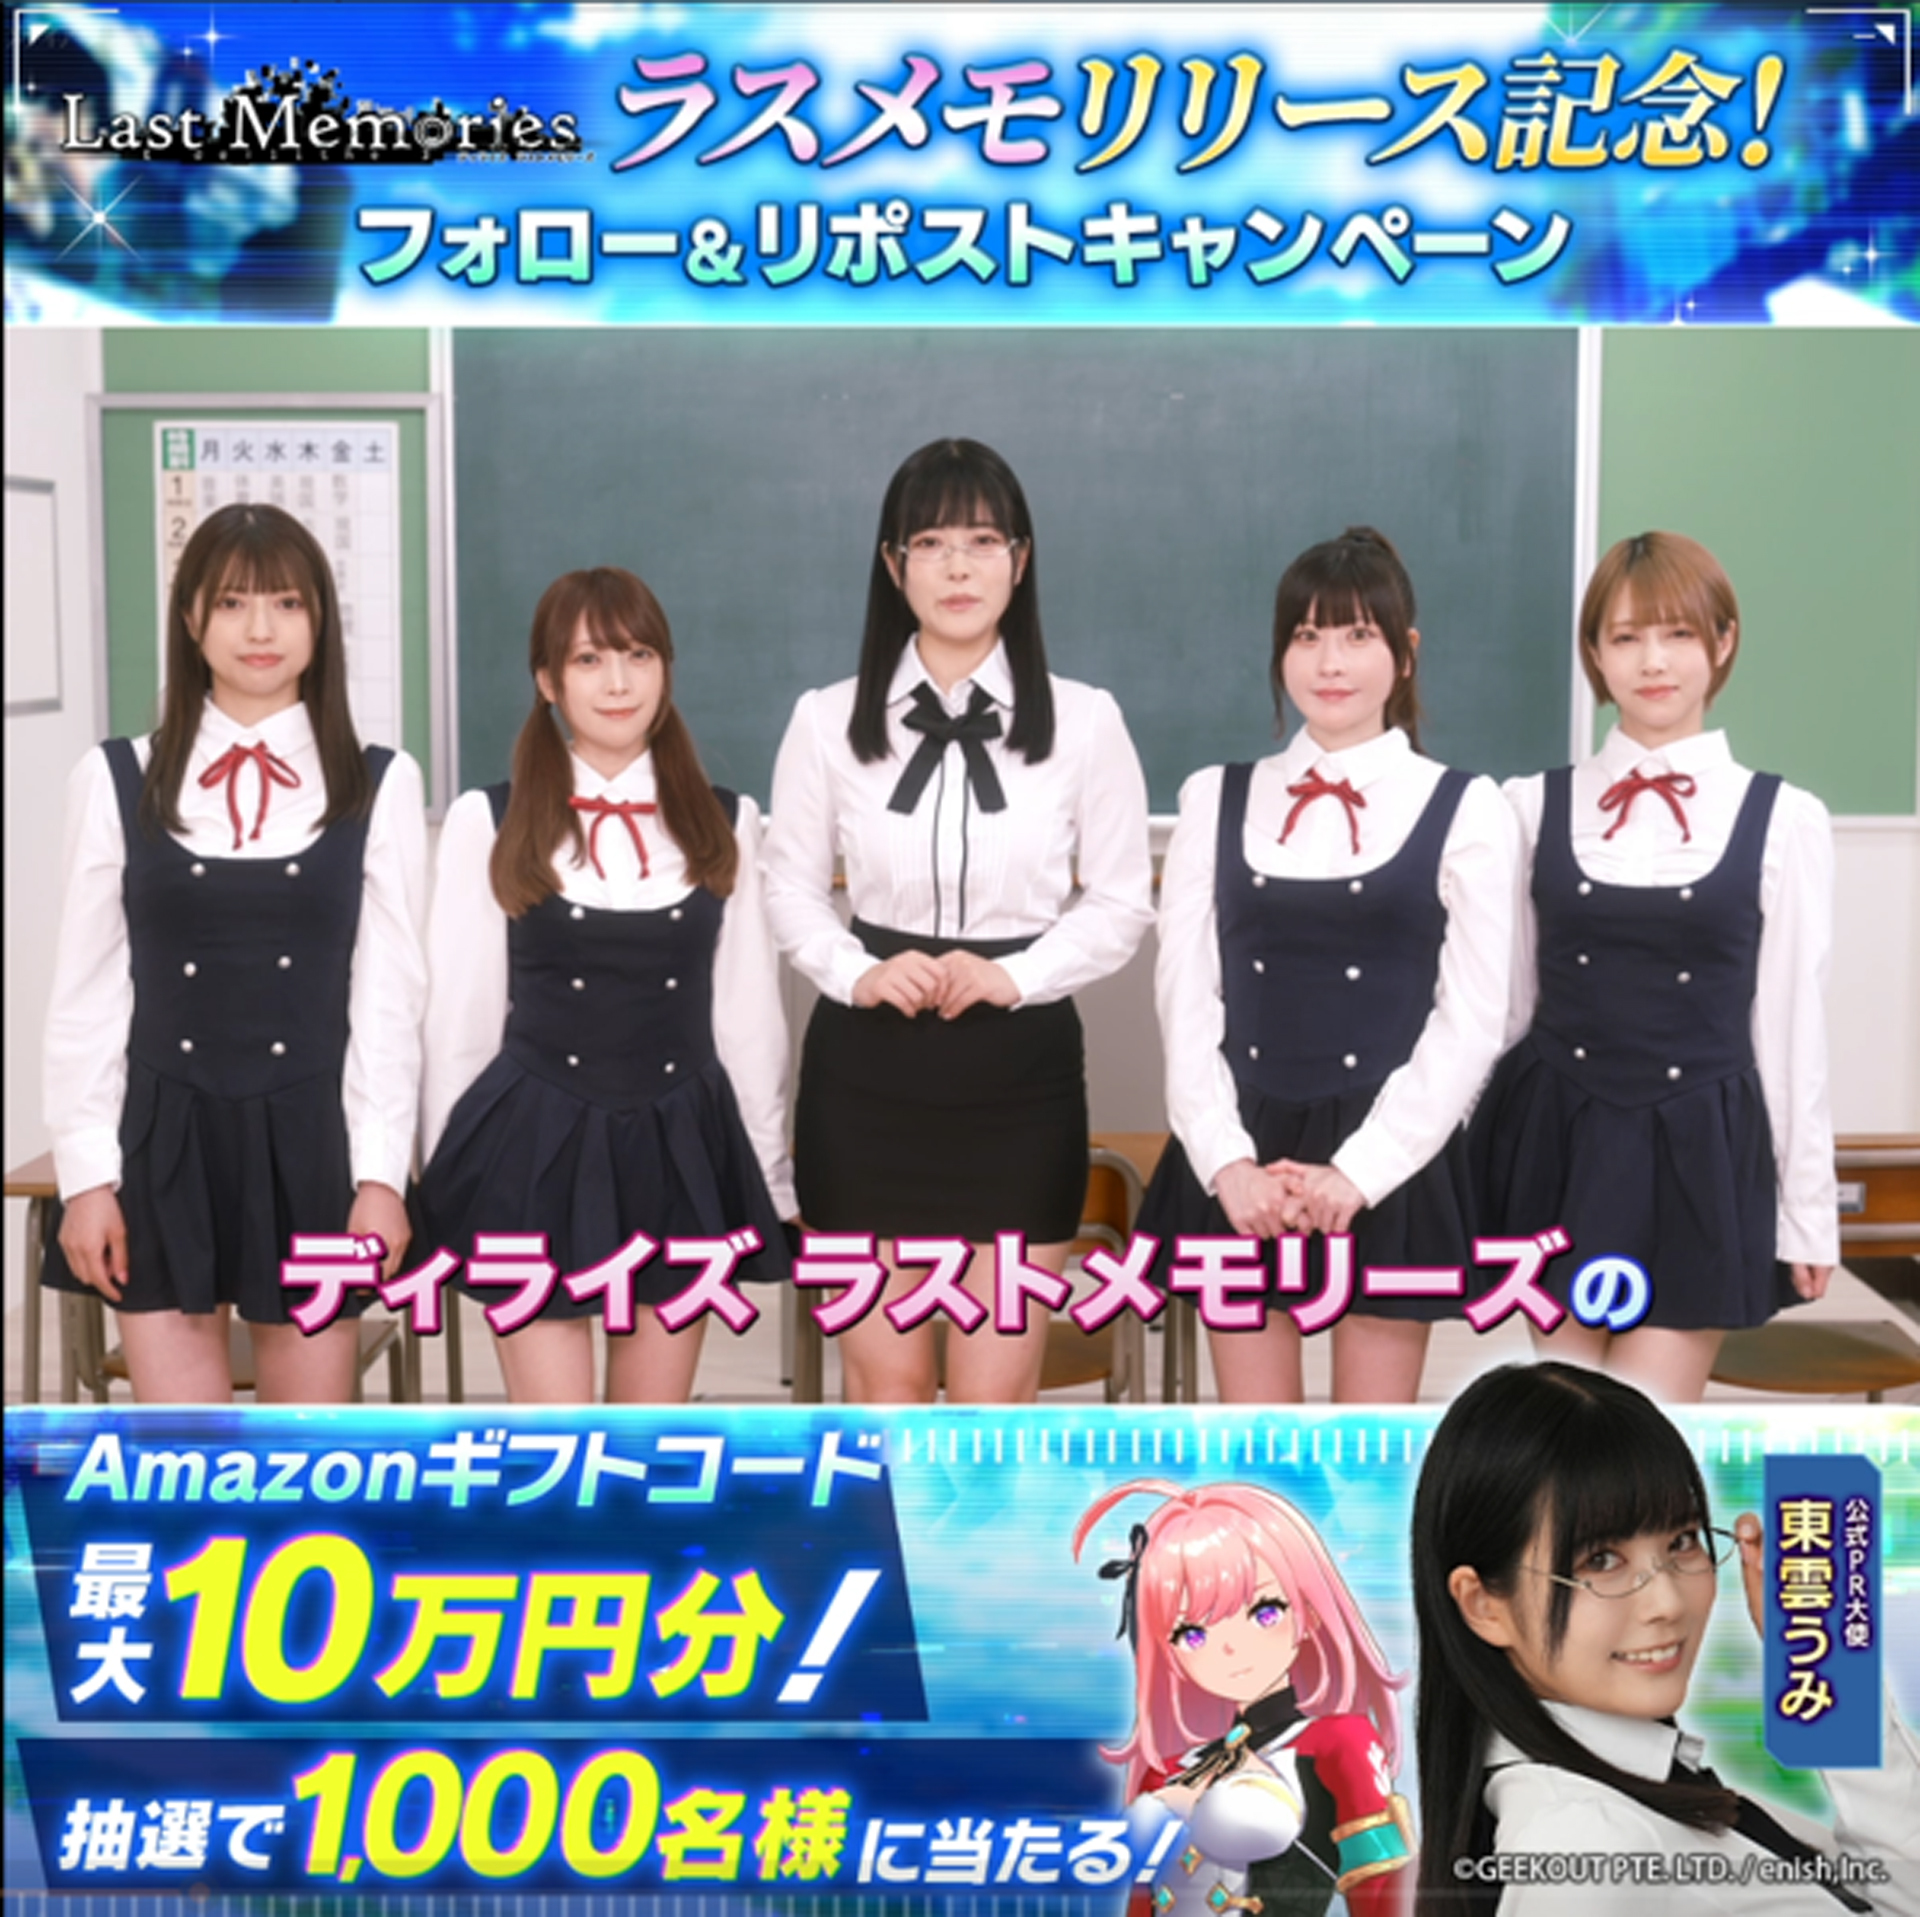 Last Memories
ラスメモリリース記念!
フォロー&リポストキャンペーン
月 火 水 木 金 土
1
2
ディライズ ラストメモリーズの
Amazonギフトコード
最大10万円分!
抽選で1,000名様に当たる!
公式PR大使
東雲うみ
©GEEKOUT PTE. LTD. / enish,inc.